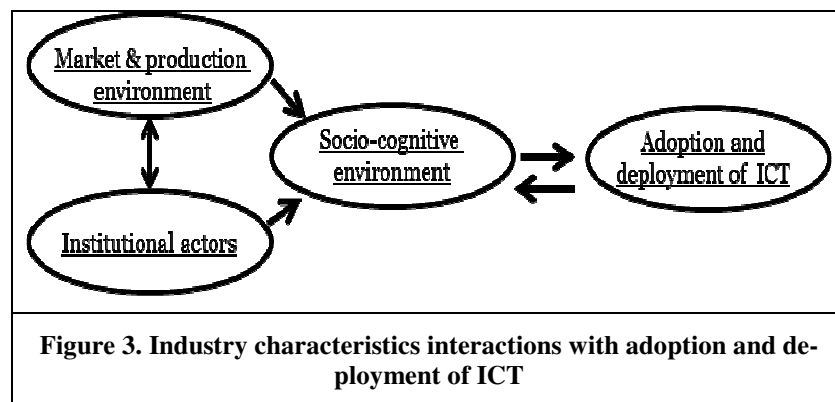 Market & production
environment
Socio-cognitive
environment
Adoption and
deployment of ICT
Institutional actors
Figure 3. Industry characteristics interactions with adoption and de-
ployment of ICT